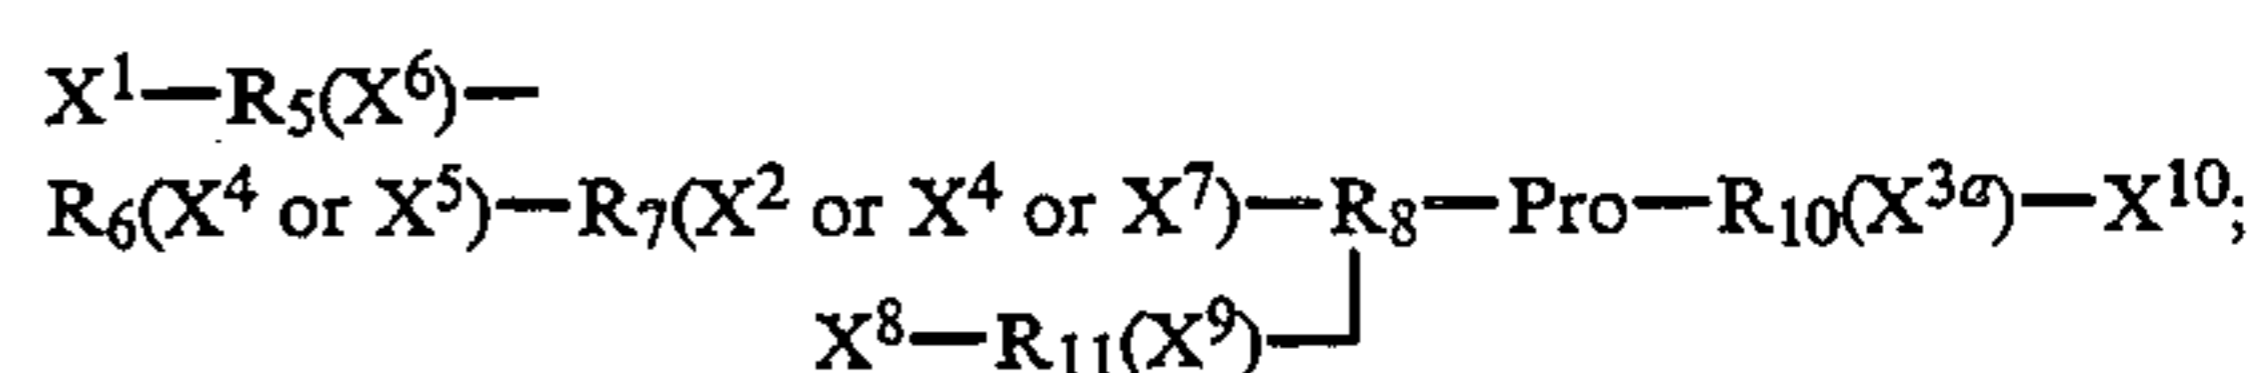 X¹—R₅(X⁶)—
R₆(X⁴ or X⁵)—R₇(X² or X⁴ or X⁷)—R₈—Pro—R₁₀(X³ᵃ)—X¹⁰;
X⁸—R₁₁(X⁹)—